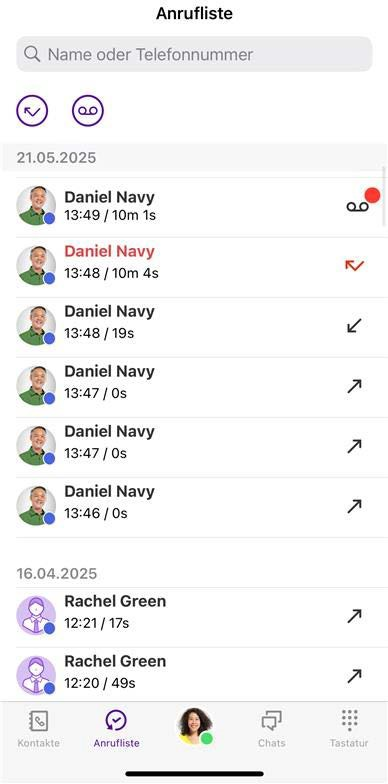 Anrufliste
Name oder Telefonnummer
21.05.2025
Daniel Navy
13:49 / 10m 1s
Daniel Navy
13:48 / 10m 4s
Daniel Navy
13:48 / 19s
Daniel Navy
13:47 / 0s
Daniel Navy
13:47 / 0s
Daniel Navy
13:46 / 0s
16.04.2025
Rachel Green
12:21 / 17s
Rachel Green
12:20 / 49s
Kontakte
Anrufliste
Chats
Tastatur